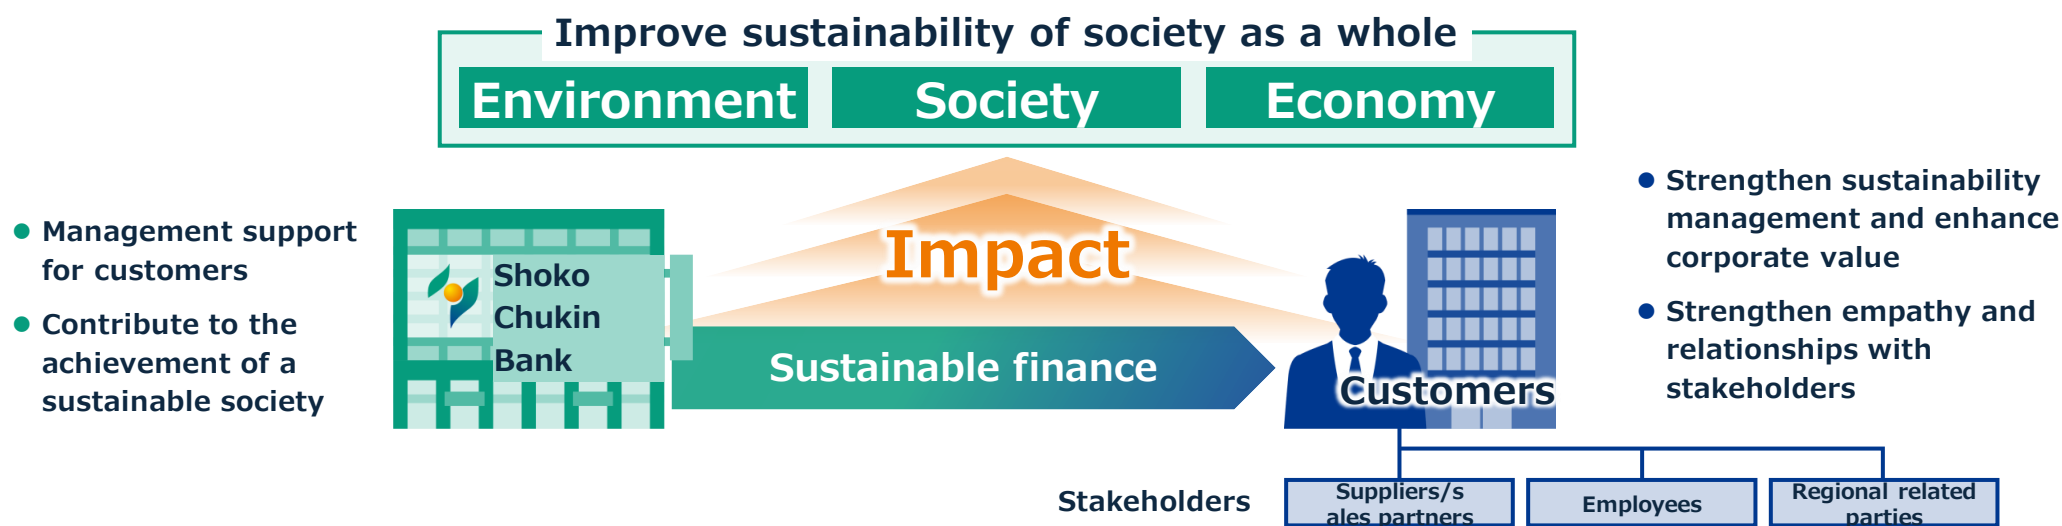 Improve sustainability of society as a whole
Environment
Society
Economy
Management support
for customers
Contribute to the
achievement of a
sustainable society
Shoko
Chukin
Bank
Impact
Sustainable finance
Customers
Strengthen sustainability
management and enhance
corporate value
Strengthen empathy and
relationships with
stakeholders
Stakeholders
Suppliers/s
ales partners
Employees
Regional related
parties